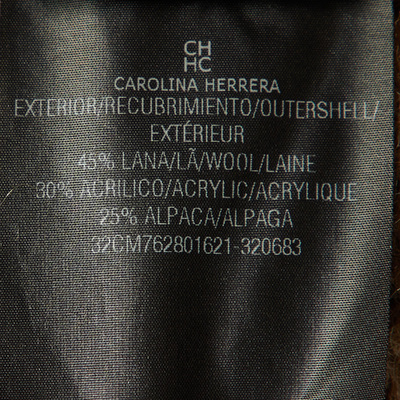 CH
HC
CAROLINA HERRERA
EXTERIOR/RECUBRIMIENTO/OUTERSHELL/
EXTÉRIEUR
45% LANA/LÃ/WOOL/LAINE
30% ACRILICO/ACRYLIC/ACRYLIQUE
25% ALPACA/ALPAGA
32CM762801621-320683